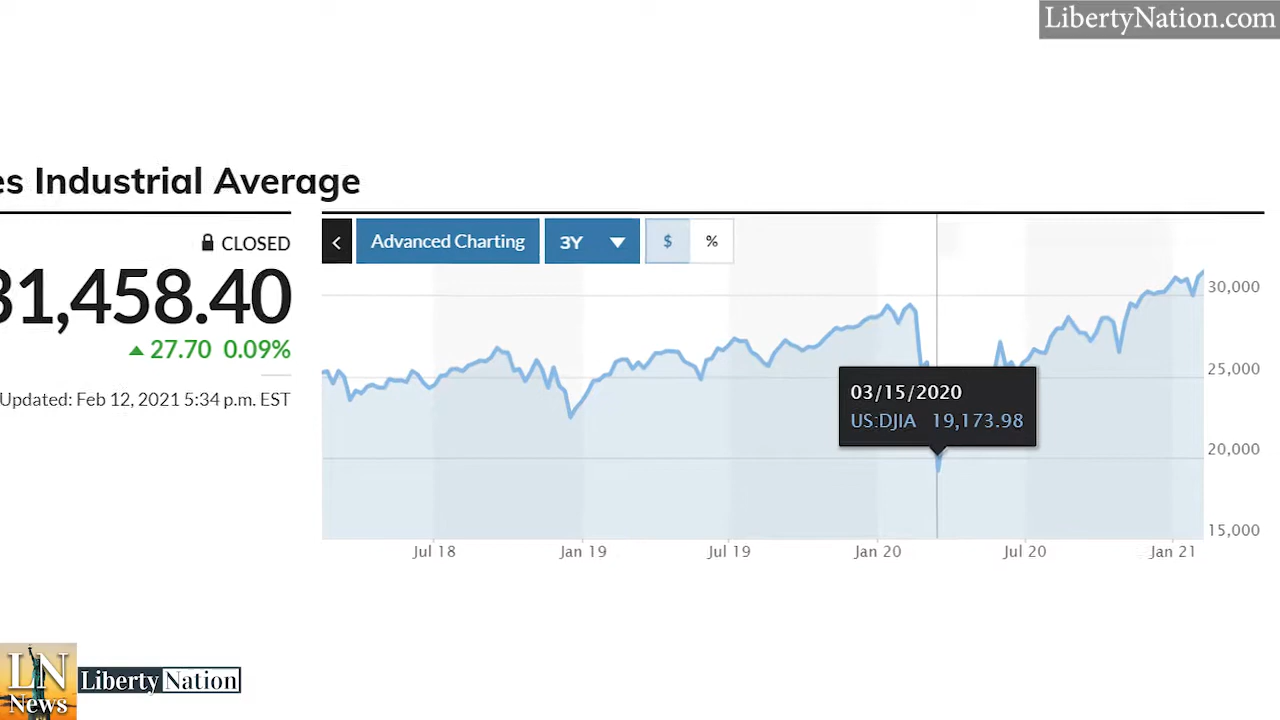 LibertyNation.com
es Industrial Average
CLOSED
31,458.40
27.70 0.09%
Updated: Feb 12, 2021 5:34 p.m. EST
< Advanced Charting 3Y $ %
30,000
25,000
03/15/2020
US:DJIA 19,173.98
20,000
15,000
Jul 18 Jan 19 Jul 19 Jan 20 Jul 20 Jan 21
LN
News
Liberty Nation